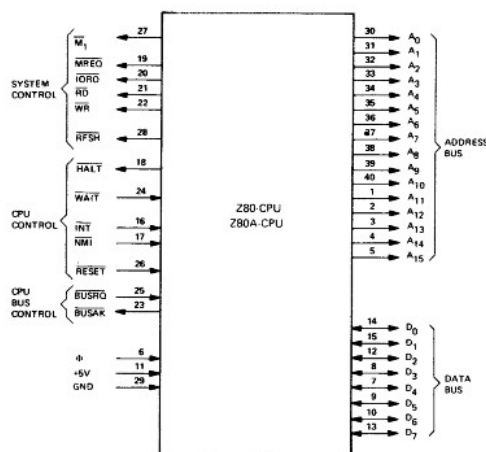 SYSTEM CONTROL
M1 27
MREQ 19
IORQ 20
RD 21
WR 22
RFSH 28
CPU CONTROL
HALT 18
WAIT 24
INT 16
NMI 17
RESET 26
CPU BUS CONTROL
BUSRQ 25
BUSAK 23
Φ 6
+5V 11
GND 29
Z80-CPU
Z80A-CPU
30 A0
31 A1
32 A2
33 A3
34 A4
35 A5
36 A6
37 A7
38 A8
39 A9
40 A10
1 A11
2 A12
3 A13
4 A14
5 A15
ADDRESS BUS
14 D0
15 D1
12 D2
8 D3
7 D4
9 D5
10 D6
13 D7
DATA BUS